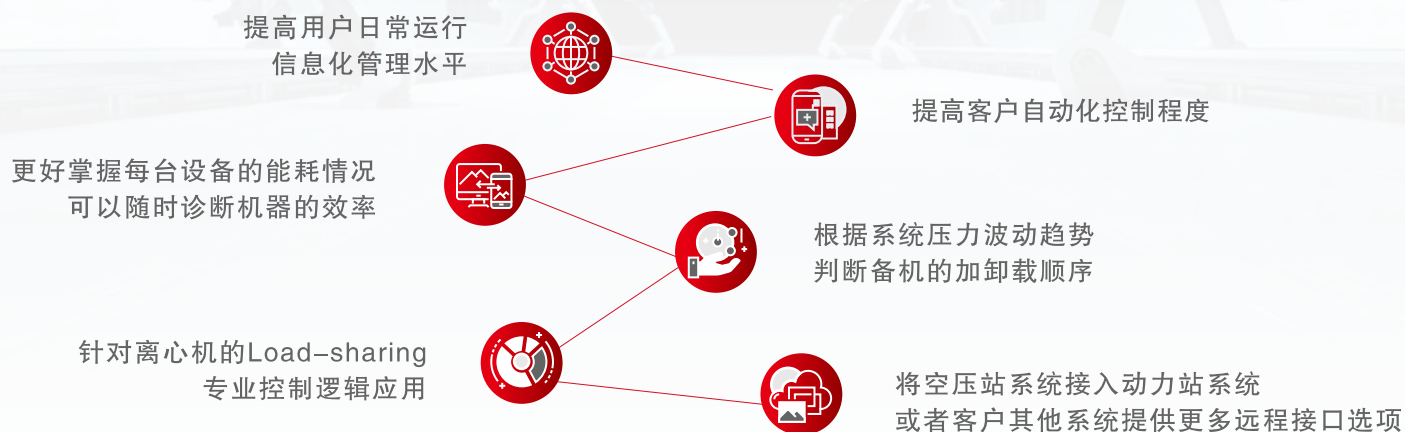 提高用户日常运行
信息化管理水平
提高客户自动化控制程度
更好掌握每台设备的能耗情况
可以随时诊断机器的效率
根据系统压力波动趋势
判断备机的加卸载顺序
针对离心机的Load-sharing
专业控制逻辑应用
将空压站系统接入动力站系统
或者客户其他系统提供更多远程接口选项